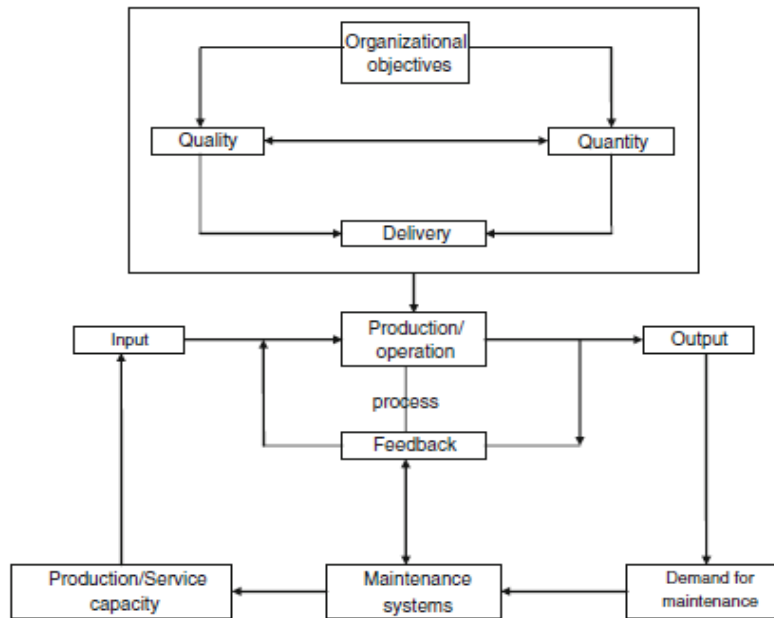 Organizational
objectives
Quality
Quantity
Delivery
Input
Production/
operation
Output
process
Feedback
Production/Service
capacity
Maintenance
systems
Demand for
maintenance